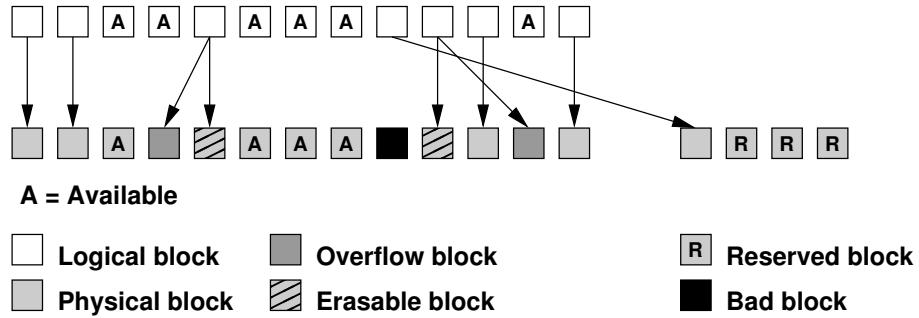 A A A A A A
A A A A R R R
A = Available
Logical block Overflow block R Reserved block
Physical block Erasable block Bad block